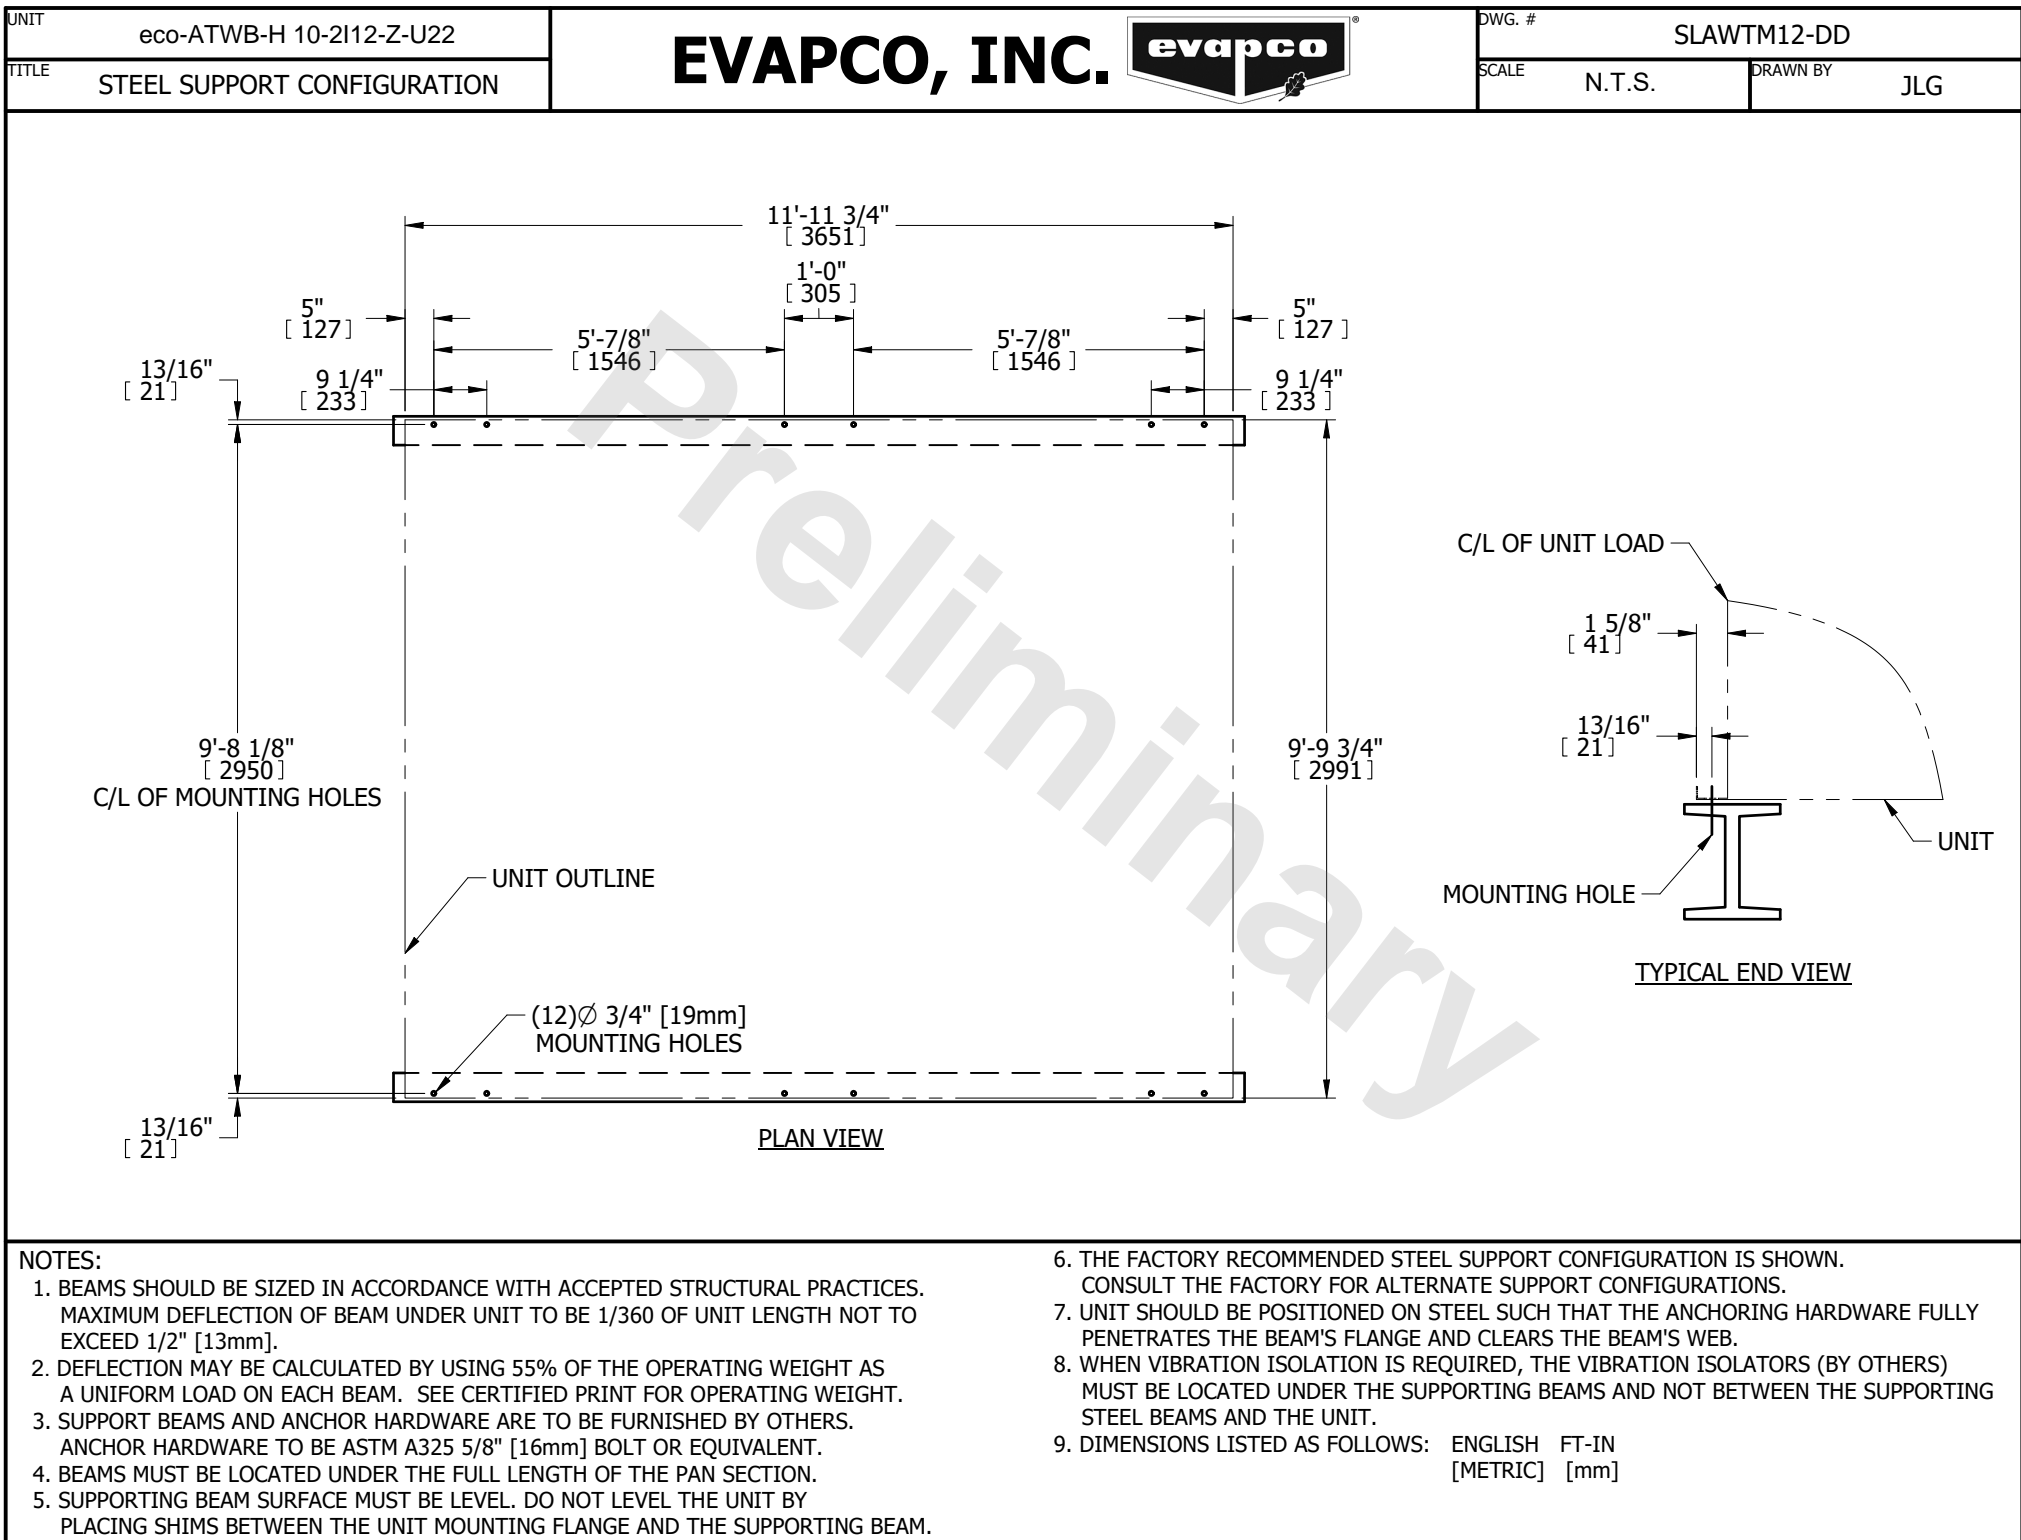 UNIT
eco-ATWB-H 10-2I12-Z-U22
TITLE
STEEL SUPPORT CONFIGURATION
EVAPCO, INC.
evapco
®
DWG. #
SLAWTM12-DD
SCALE
N.T.S.
DRAWN BY
JLG
11'-11 3/4"
[ 3651 ]
1'-0"
[ 305 ]
5"
[ 127 ]
5'-7/8"
[ 1546 ]
5'-7/8"
[ 1546 ]
5"
[ 127 ]
13/16"
[ 21 ]
9 1/4"
[ 233 ]
9 1/4"
[ 233 ]
Preliminary
C/L OF UNIT LOAD
1 5/8"
[ 41 ]
13/16"
[ 21 ]
9'-8 1/8"
[ 2950 ]
C/L OF MOUNTING HOLES
9'-9 3/4"
[ 2991 ]
UNIT
MOUNTING HOLE
TYPICAL END VIEW
UNIT OUTLINE
(12)∅ 3/4" [19mm]
MOUNTING HOLES
13/16"
[ 21 ]
PLAN VIEW
NOTES:
1. BEAMS SHOULD BE SIZED IN ACCORDANCE WITH ACCEPTED STRUCTURAL PRACTICES.
MAXIMUM DEFLECTION OF BEAM UNDER UNIT TO BE 1/360 OF UNIT LENGTH NOT TO
EXCEED 1/2" [13mm].
2. DEFLECTION MAY BE CALCULATED BY USING 55% OF THE OPERATING WEIGHT AS
A UNIFORM LOAD ON EACH BEAM. SEE CERTIFIED PRINT FOR OPERATING WEIGHT.
3. SUPPORT BEAMS AND ANCHOR HARDWARE ARE TO BE FURNISHED BY OTHERS.
ANCHOR HARDWARE TO BE ASTM A325 5/8" [16mm] BOLT OR EQUIVALENT.
4. BEAMS MUST BE LOCATED UNDER THE FULL LENGTH OF THE PAN SECTION.
5. SUPPORTING BEAM SURFACE MUST BE LEVEL. DO NOT LEVEL THE UNIT BY
PLACING SHIMS BETWEEN THE UNIT MOUNTING FLANGE AND THE SUPPORTING BEAM.
6. THE FACTORY RECOMMENDED STEEL SUPPORT CONFIGURATION IS SHOWN.
CONSULT THE FACTORY FOR ALTERNATE SUPPORT CONFIGURATIONS.
7. UNIT SHOULD BE POSITIONED ON STEEL SUCH THAT THE ANCHORING HARDWARE FULLY
PENETRATES THE BEAM'S FLANGE AND CLEARS THE BEAM'S WEB.
8. WHEN VIBRATION ISOLATION IS REQUIRED, THE VIBRATION ISOLATORS (BY OTHERS)
MUST BE LOCATED UNDER THE SUPPORTING BEAMS AND NOT BETWEEN THE SUPPORTING
STEEL BEAMS AND THE UNIT.
9. DIMENSIONS LISTED AS FOLLOWS: ENGLISH FT-IN
[METRIC] [mm]